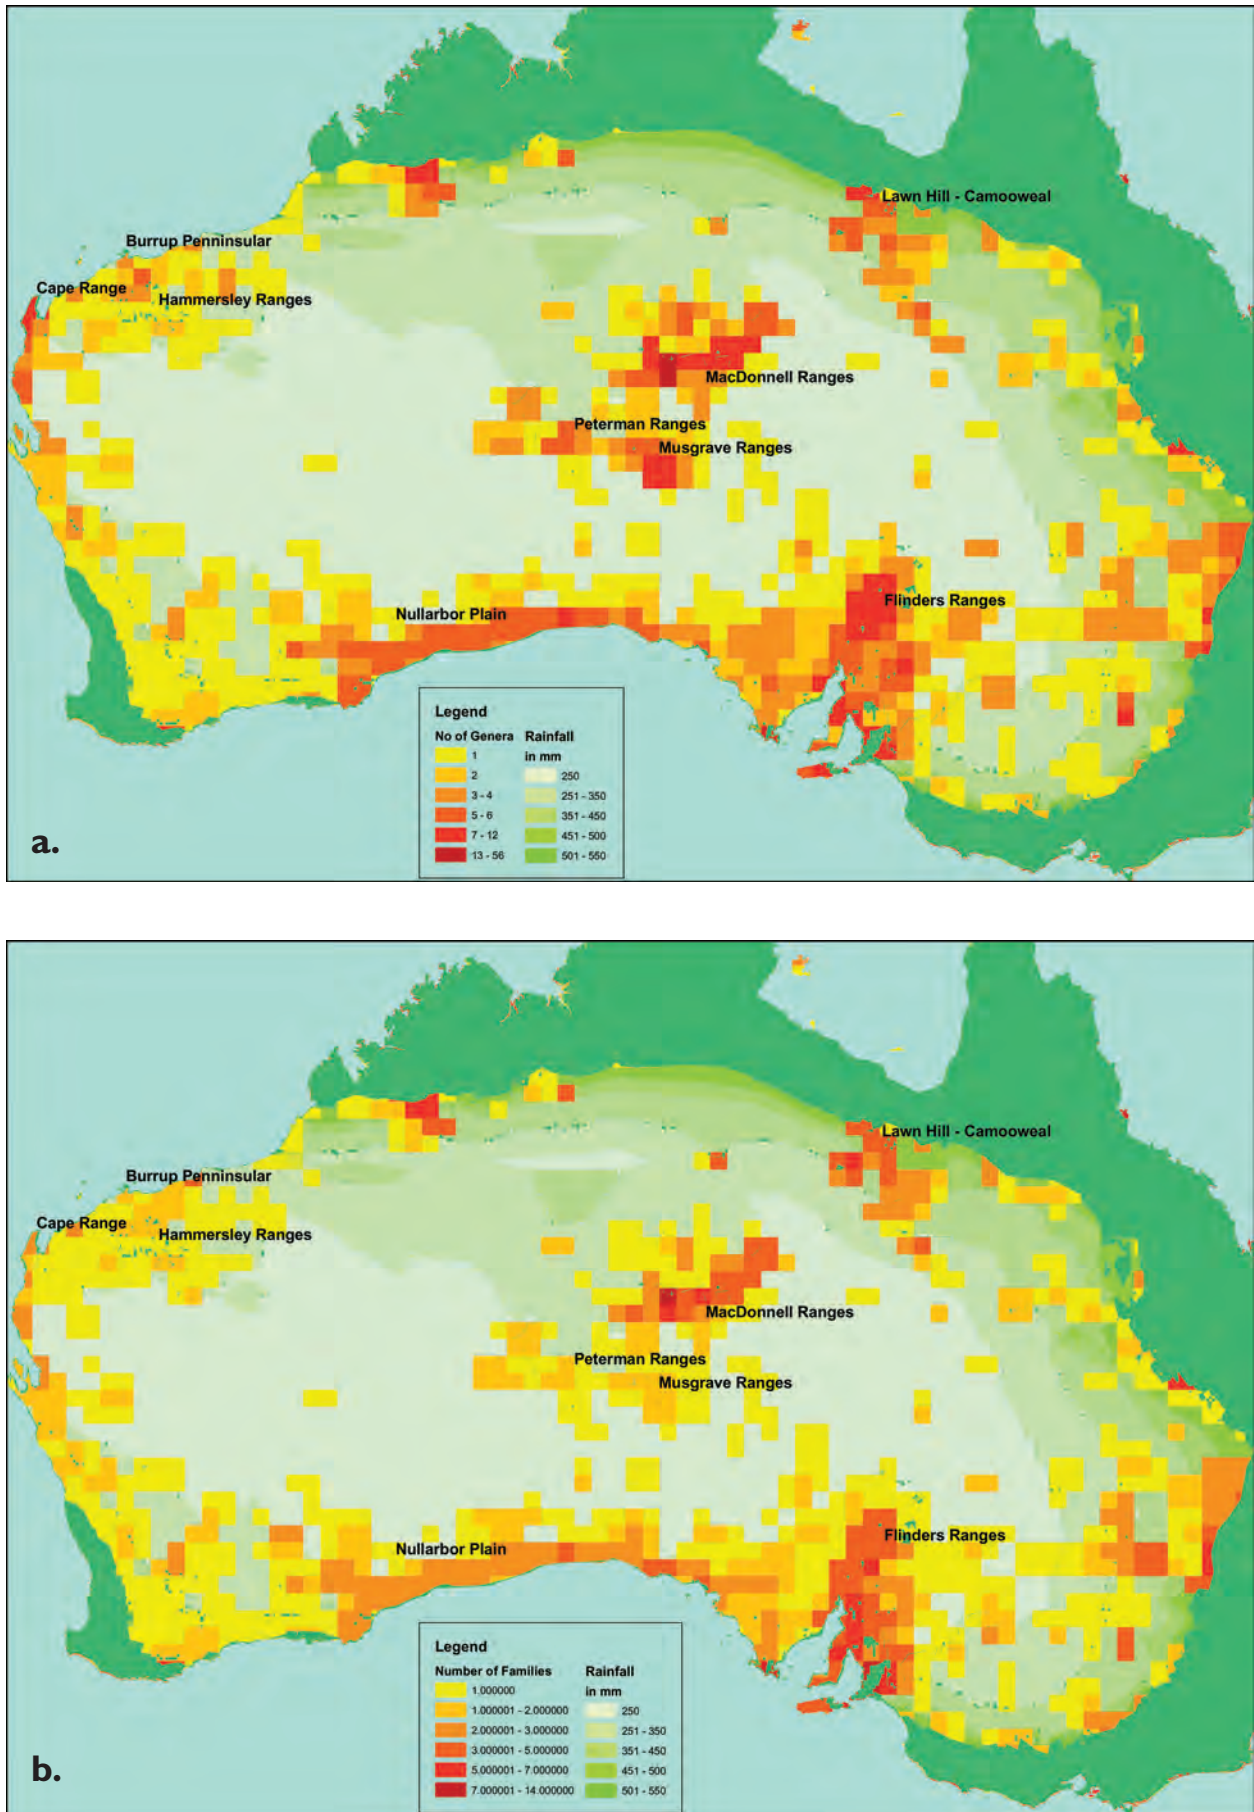 Lawn Hill - Camooweal
Burrup Penninsular
Cape Range
Hammersley Ranges
MacDonnell Ranges
Peterman Ranges
Musgrave Ranges
Flinders Ranges
Nullarbor Plain
Legend
No of Genera Rainfall
in mm
1 250
2 251 - 350
3 - 4 351 - 450
5 - 6 451 - 500
7 - 12 501 - 550
13 - 56
a.
Lawn Hill - Camooweal
Burrup Penninsular
Cape Range
Hammersley Ranges
MacDonnell Ranges
Peterman Ranges
Musgrave Ranges
Flinders Ranges
Nullarbor Plain
Legend
Number of Families Rainfall
in mm
1.000000 250
1.000001 - 2.000000 251 - 350
2.000001 - 3.000000 351 - 450
3.000001 - 5.000000 451 - 500
5.000001 - 7.000000 501 - 550
7.000001 - 14.000000
b.